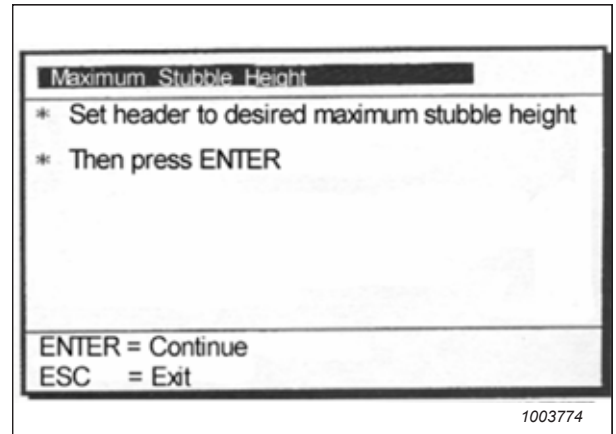 Maximum Stubble Height
* Set header to desired maximum stubble height
* Then press ENTER
ENTER = Continue
ESC = Exit
1003774